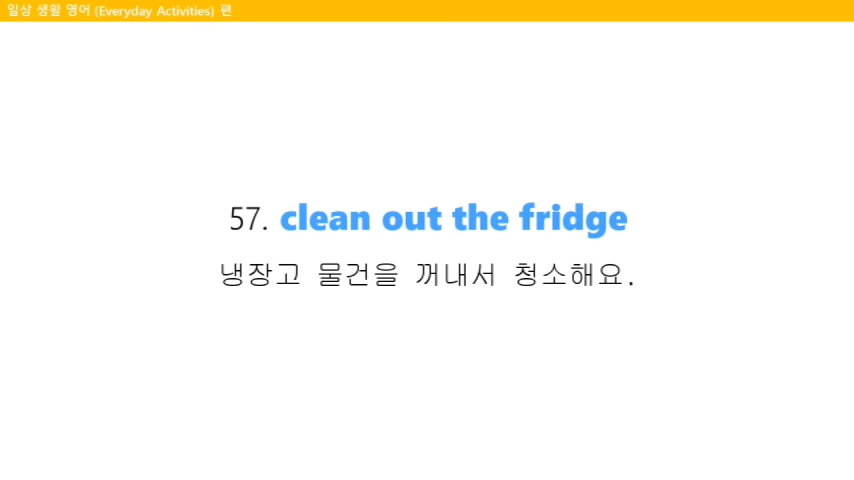 일상 생활 영어 (Everyday Activities) 편
57. clean out the fridge
냉장고 물건을 꺼내서 청소해요.